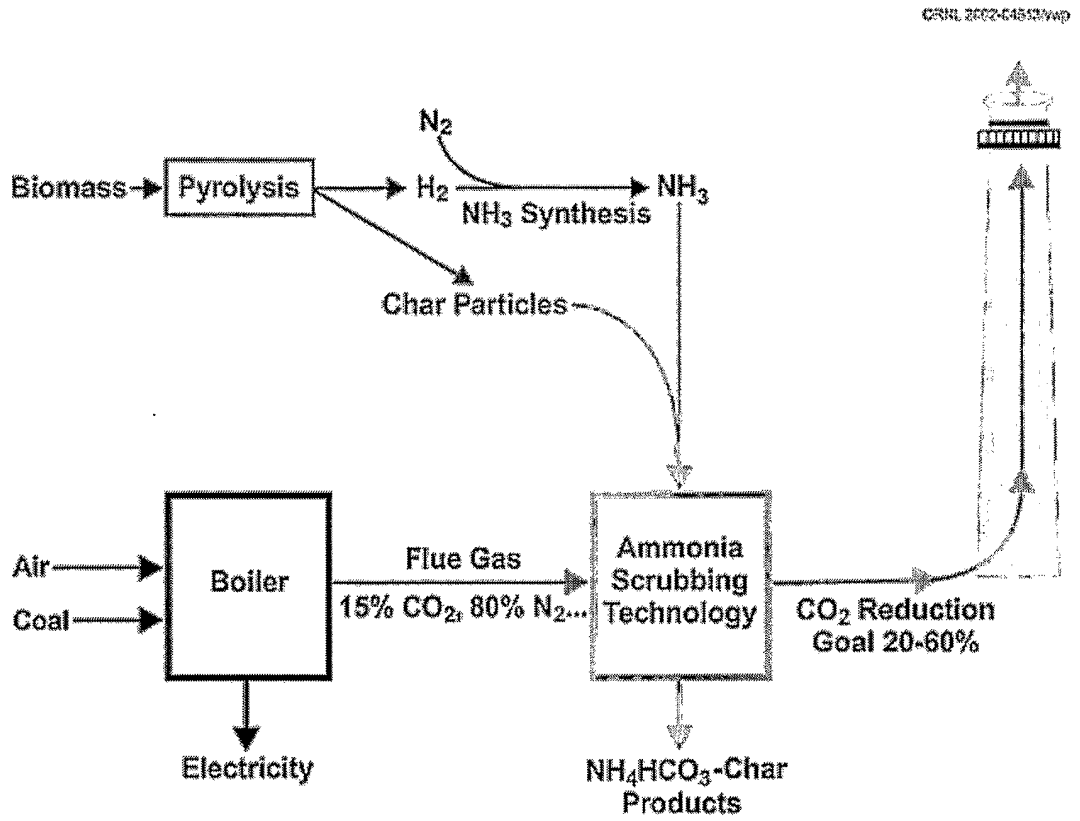 N₂
Biomass
Pyrolysis
H₂
NH₃
NH₃ Synthesis
Char Particles
Air
Coal
Boiler
Flue Gas
15% CO₂, 80% N₂...
Ammonia
Scrubbing
Technology
CO₂ Reduction
Goal 20-60%
Electricity
NH₄HCO₃-Char
Products